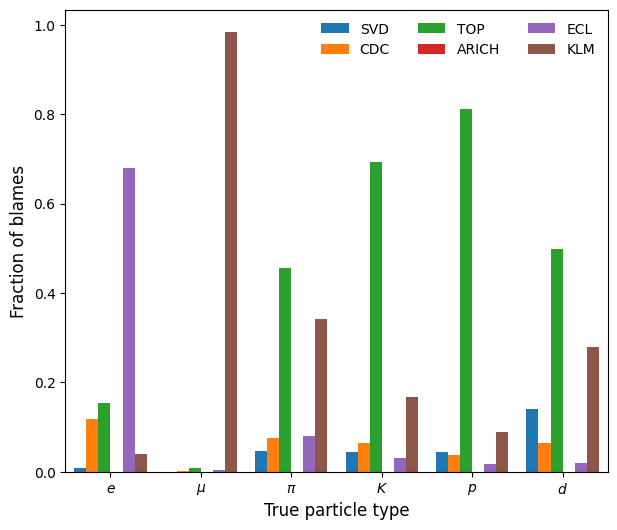 SVD TOP ECL
CDC ARICH KLM
Fraction of blames
1.0
0.8
0.6
0.4
0.2
0.0
e μ π K p d
True particle type